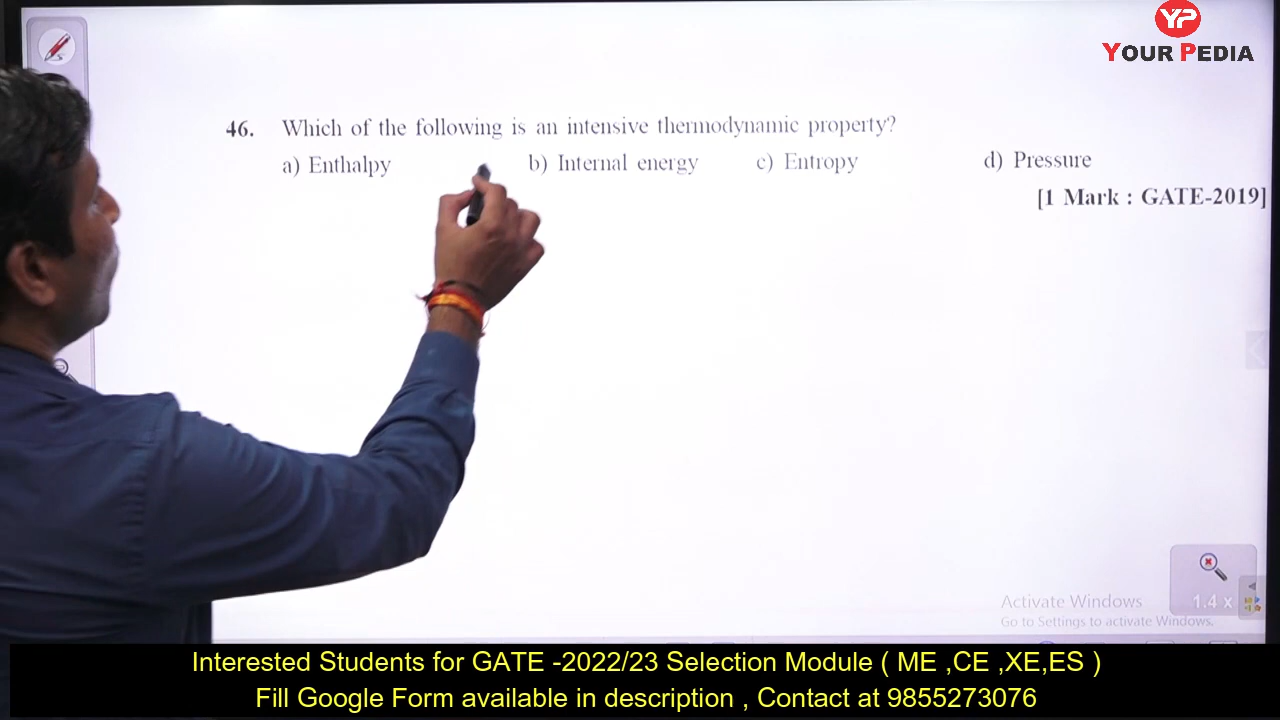 YP
YOUR PEDIA
46. Which of the following is an intensive thermodynamic property?
a) Enthalpy b) Internal energy c) Entropy d) Pressure
[1 Mark : GATE-2019]
1.4 x
Activate Windows
Go to Settings to activate Windows.
Interested Students for GATE -2022/23 Selection Module ( ME ,CE ,XE,ES )
Fill Google Form available in description , Contact at 9855273076